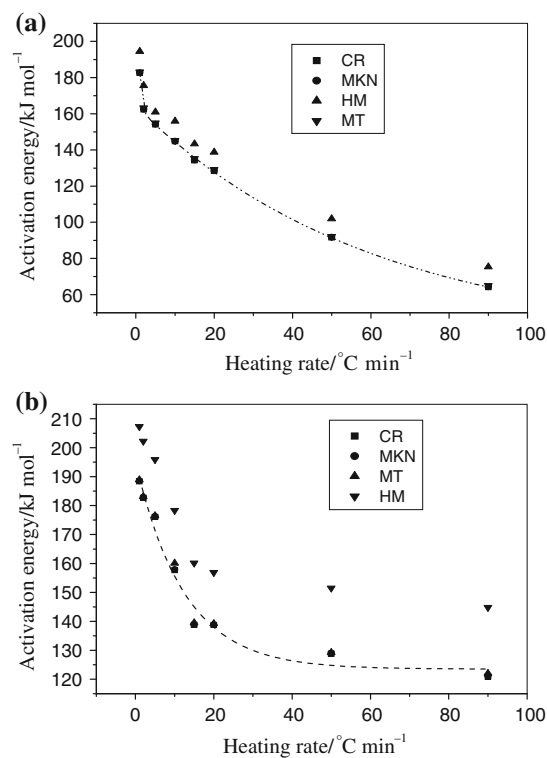 (a)
200
180
160
140
120
100
80
60
Activation energy/kJ mol⁻¹
CR
MKN
HM
MT
0 20 40 60 80 100
Heating rate/°C min⁻¹
(b)
210
200
190
180
170
160
150
140
130
120
Activation energy/kJ mol⁻¹
CR
MKN
MT
HM
0 20 40 60 80 100
Heating rate/°C min⁻¹